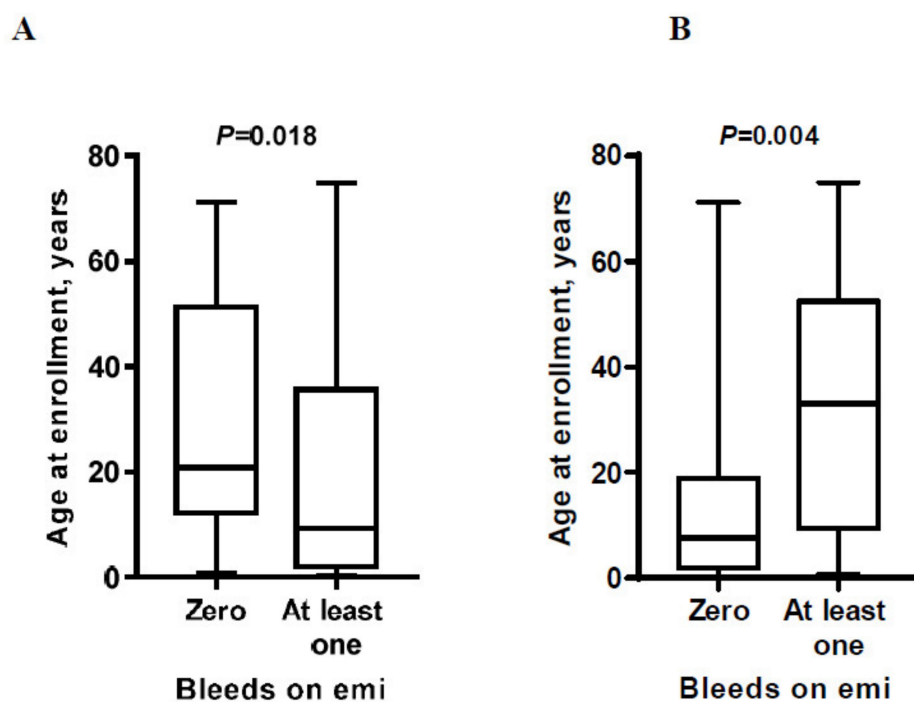 A
B
P=0.018
P=0.004
Age at enrollment, years
80
60
40
20
0
Zero
At least
one
Bleeds on emi
Age at enrollment, years
80
60
40
20
0
Zero
At least
one
Bleeds on emi